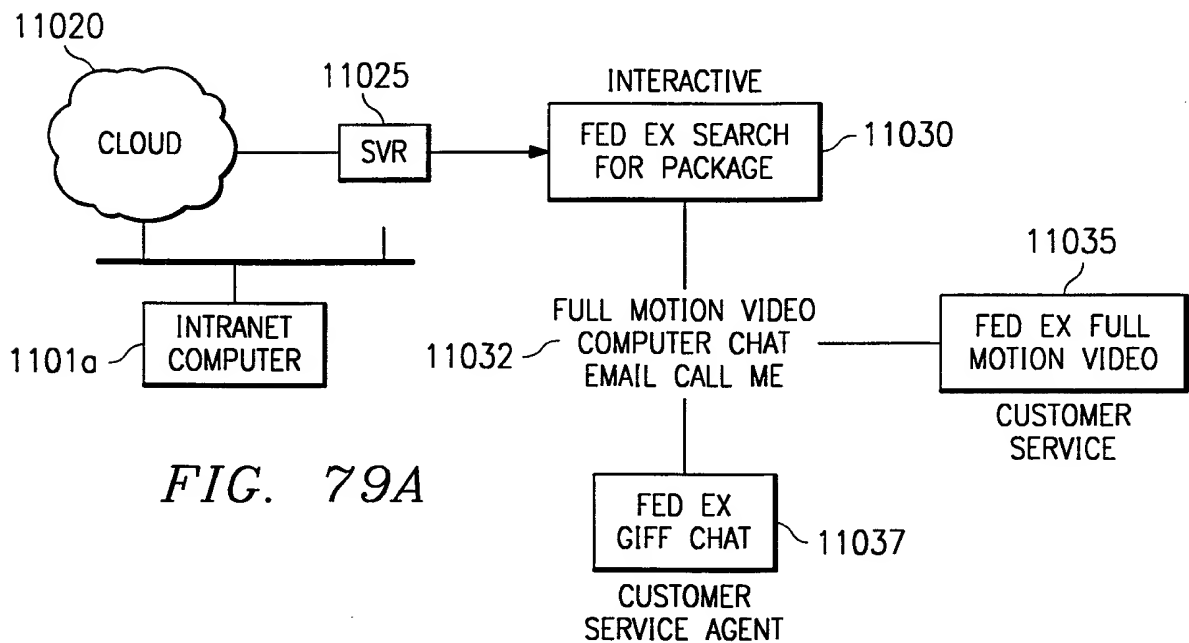 11020
CLOUD
11025
SVR
INTERACTIVE
FED EX SEARCH
FOR PACKAGE
11030
INTRANET
COMPUTER
1101a
FULL MOTION VIDEO
COMPUTER CHAT
EMAIL CALL ME
11032
11035
FED EX FULL
MOTION VIDEO
CUSTOMER
SERVICE
FED EX
GIFF CHAT
11037
CUSTOMER
SERVICE AGENT
FIG. 79A